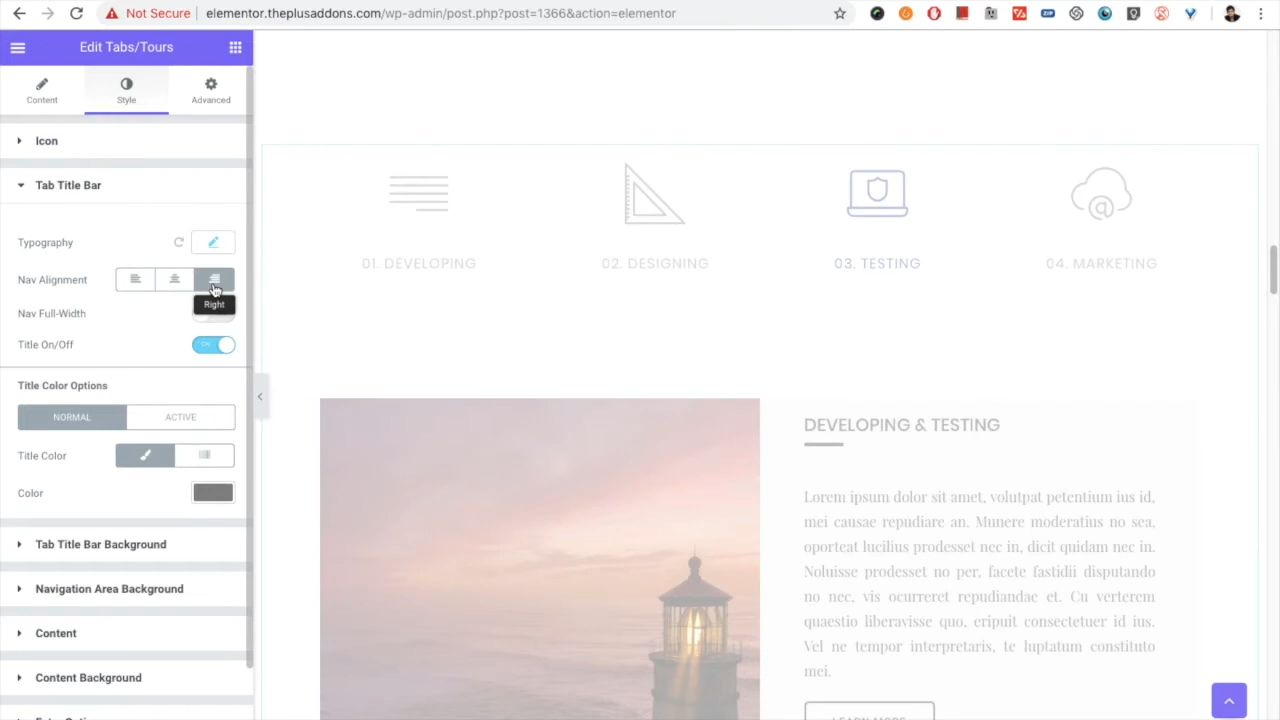 Not Secure
elementor.theplusaddons.com/wp-admin/post.php?post=1366&action=elementor
ZIP
Edit Tabs/Tours
Content
Style
Advanced
Icon
Tab Title Bar
Typography
Nav Alignment
Right
Nav Full-Width
Title On/Off
ON
Title Color Options
NORMAL
ACTIVE
Title Color
Color
Tab Title Bar Background
Navigation Area Background
Content
Content Background
01. DEVELOPING
02. DESIGNING
03. TESTING
04. MARKETING
DEVELOPING & TESTING
Lorem ipsum dolor sit amet, volutpat petentium ius id,
mei causae repudiare an. Munere moderatius no sea,
oporteat lucilius prodesset nec in, dicit quidam nec in.
Noluisse prodesset no per, facete fastidii disputando
no nec, vis ocurreret repudiandae et. Cu verterem
quaestio liberavisse quo, eripuit consectetuer id ius.
Vel ne tempor interpretaris, te luptatum constituto
mei.
LEARN MORE